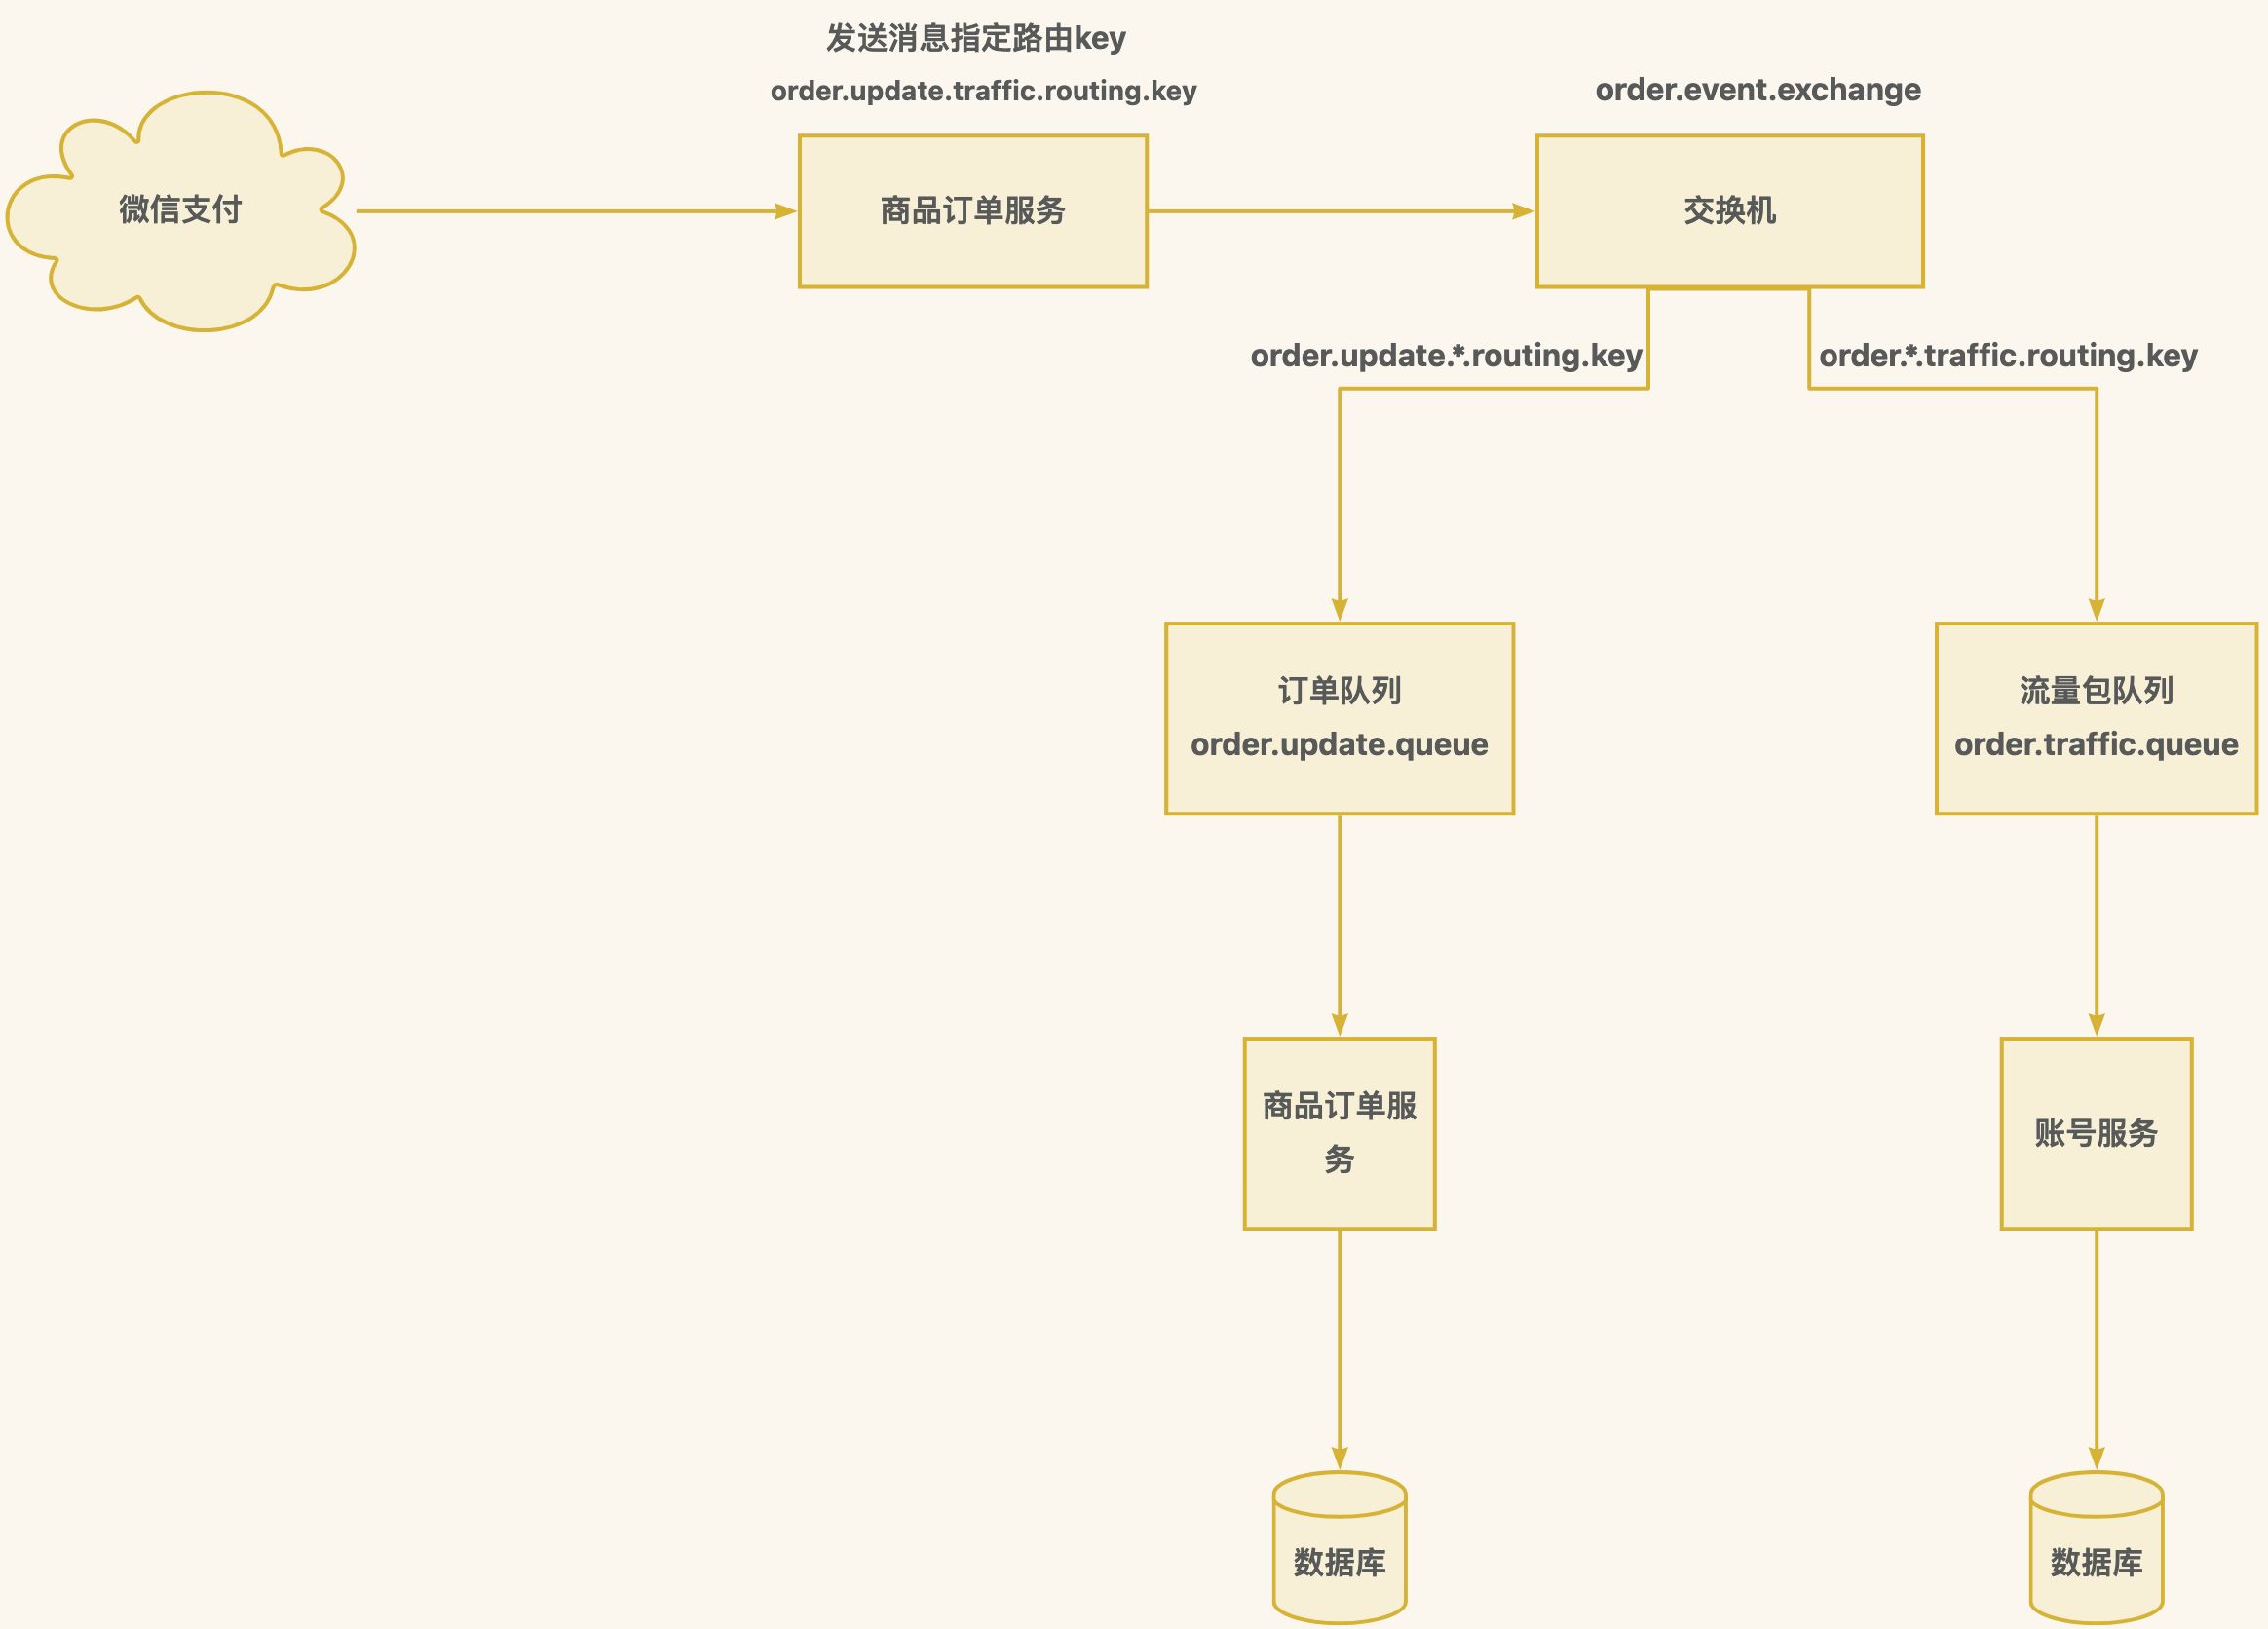 发送消息指定路由key
order.update.traffic.routing.key
order.event.exchange
微信支付
商品订单服务
交换机
order.update.*.routing.key
order.*.traffic.routing.key
订单队列
order.update.queue
流量包队列
order.traffic.queue
商品订单服
务
账号服务
数据库
数据库